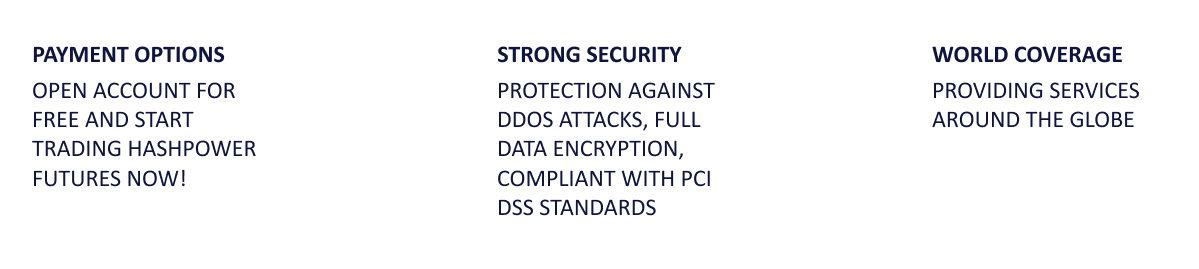 PAYMENT OPTIONS
OPEN ACCOUNT FOR
FREE AND START
TRADING HASHPOWER
FUTURES NOW!
STRONG SECURITY
PROTECTION AGAINST
DDOS ATTACKS, FULL
DATA ENCRYPTION,
COMPLIANT WITH PCI
DSS STANDARDS
WORLD COVERAGE
PROVIDING SERVICES
AROUND THE GLOBE